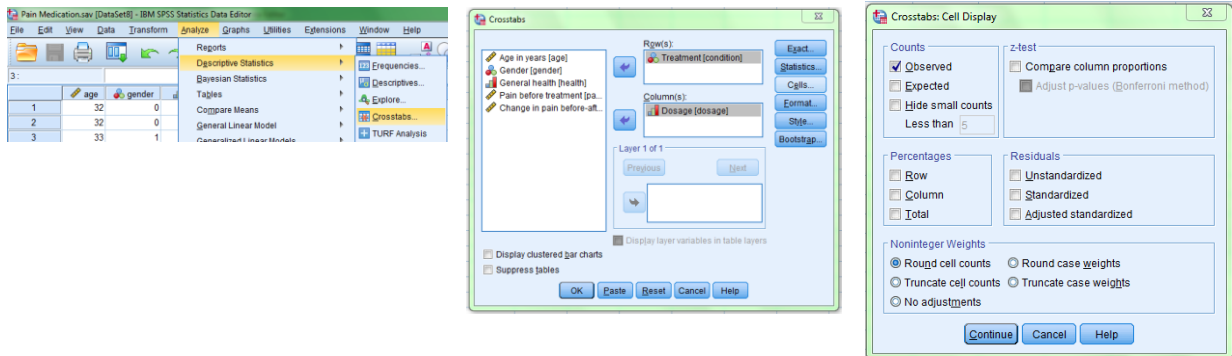 Pain Medication.sav [DataSet8] - IBM SPSS Statistics Data Editor
File Edit View Data Transform Analyze Graphs Utilities Extensions Window Help
3 :
age gender
1 32 0
2 32 0
3 33 1
Reports
Descriptive Statistics
Bayesian Statistics
Tables
Compare Means
General Linear Model
Generalized Linear Models
Frequencies...
Descriptives...
Explore...
Crosstabs...
TURF Analysis
Crosstabs
Age in years [age]
Gender [gender]
General health [health]
Pain before treatment [pa...
Change in pain before-aft...
Row(s):
Treatment [condition]
Column(s):
Dosage [dosage]
Layer 1 of 1
Previous Next
Display layer variables in table layers
Exact...
Statistics...
Cells...
Format...
Style...
Bootstrap...
Display clustered bar charts
Suppress tables
OK Paste Reset Cancel Help
Crosstabs: Cell Display
Counts
Observed
Expected
Hide small counts
Less than 5
z-test
Compare column proportions
Adjust p-values (Bonferroni method)
Percentages
Row
Column
Total
Residuals
Unstandardized
Standardized
Adjusted standardized
Noninteger Weights
Round cell counts Round case weights
Truncate cell counts Truncate case weights
No adjustments
Continue Cancel Help